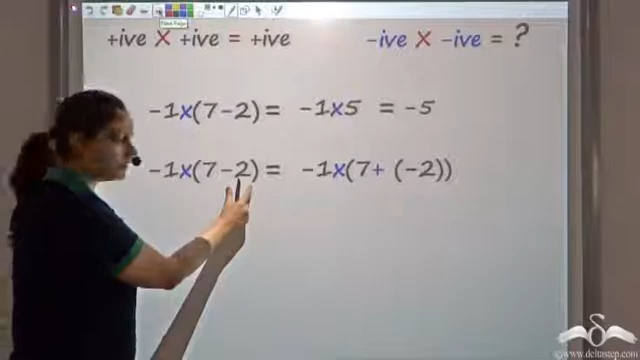 +ive X +ive = +ive
-ive X -ive = ?
-1x(7-2)= -1x5 = -5
-1x(7-2)= -1x(7+ (-2))
©www.deltastep.com